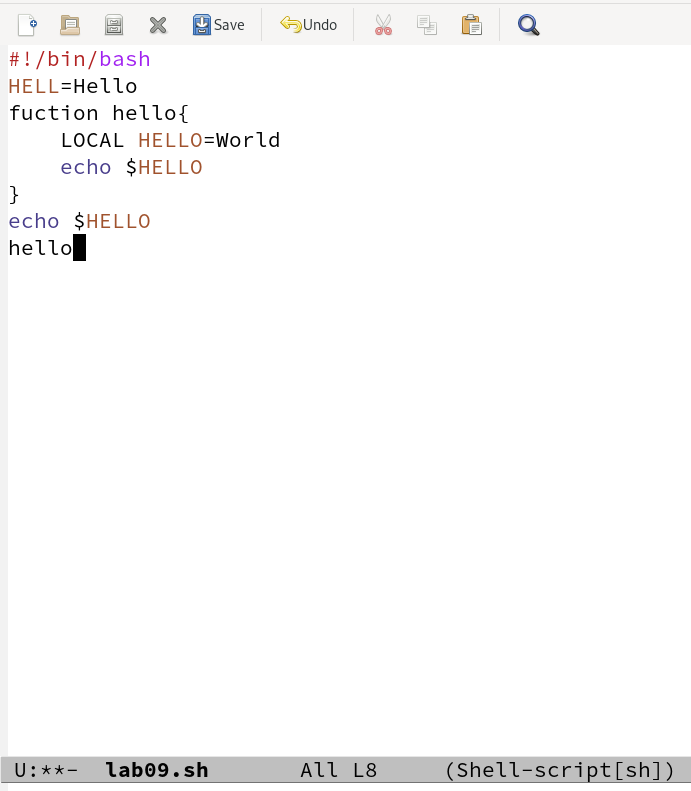 Save Undo
#!/bin/bash
HELL=Hello
fuction hello{
    LOCAL HELLO=World
    echo $HELLO
}
echo $HELLO
hello
U:**-  lab09.sh       All L8     (Shell-script[sh])